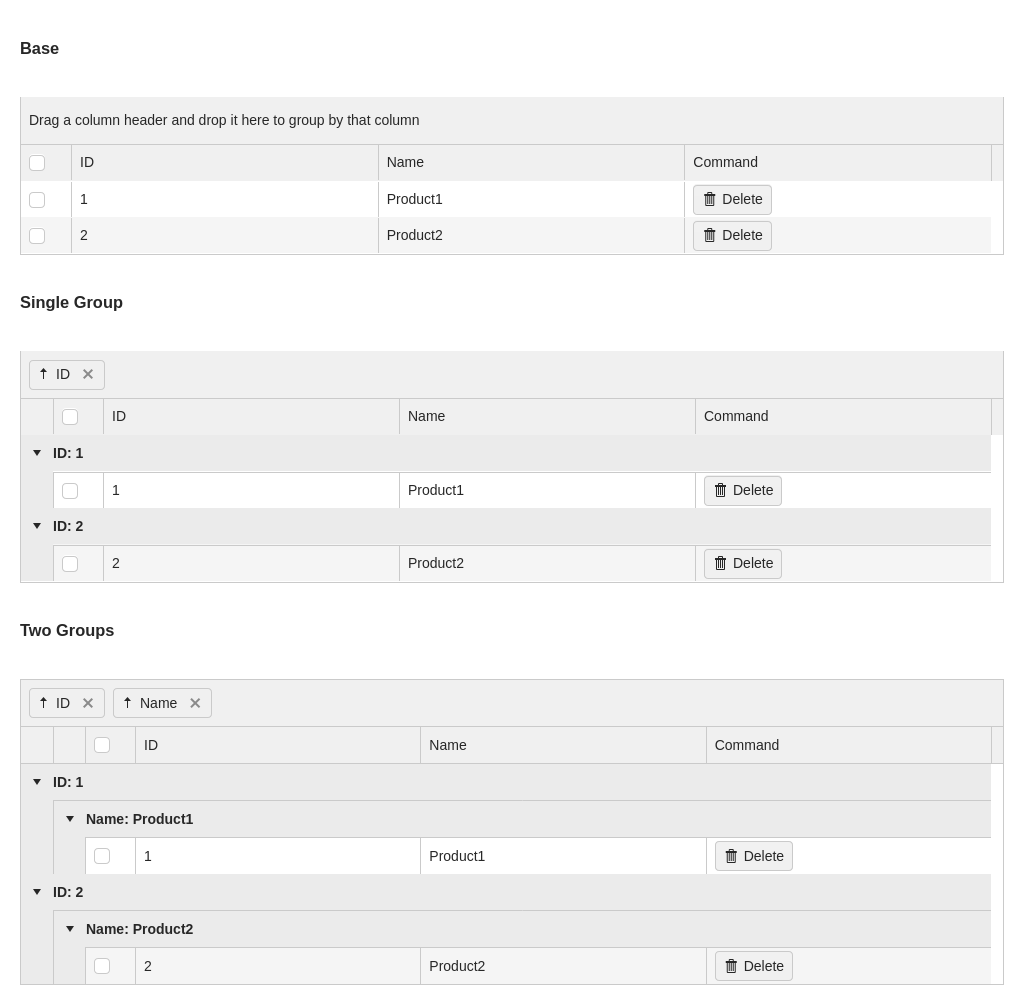 Base
Drag a column header and drop it here to group by that column
ID Name Command
1 Product1 Delete
2 Product2 Delete
Single Group
ID
ID Name Command
ID: 1
1 Product1 Delete
ID: 2
2 Product2 Delete
Two Groups
ID Name
ID Name Command
ID: 1
Name: Product1
1 Product1 Delete
ID: 2
Name: Product2
2 Product2 Delete